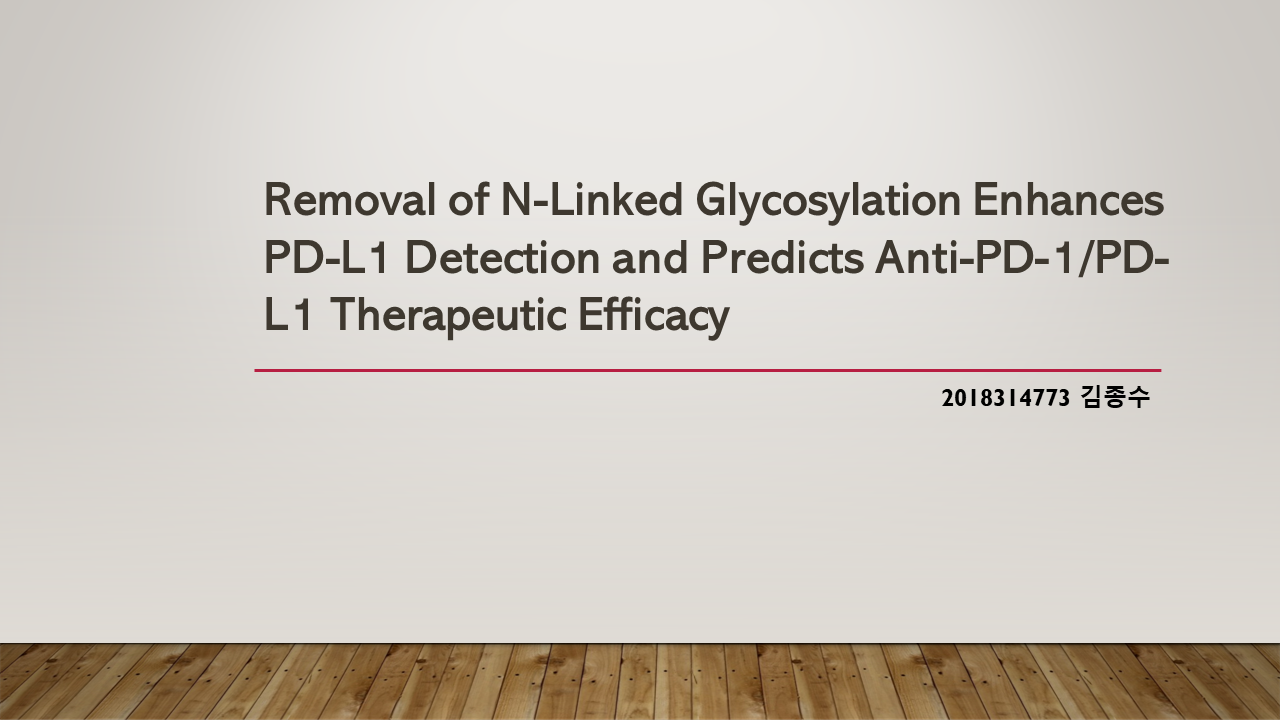 Removal of N-Linked Glycosylation Enhances
PD-L1 Detection and Predicts Anti-PD-1/PD-
L1 Therapeutic Efficacy
2018314773 김종수